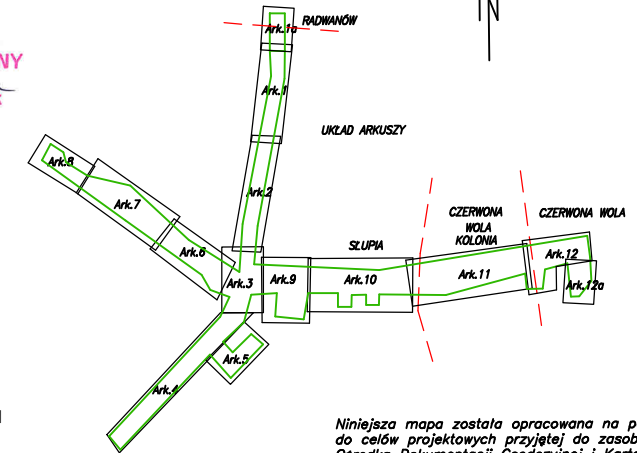 N
NY
RADWANÓW
Ark.1a
Ark.1
UKŁAD ARKUSZY
Ark.8
Ark.7
Ark.2
CZERWONA
WOLA
KOLONIA
CZERWONA WOLA
SŁUPIA
Ark.6
Ark.3
Ark.9
Ark.10
Ark.11
Ark.12
Ark.12a
Ark.5
Ark.4
Niniejsza mapa została opracowana na p
do celów projektowych przyjętej do zasob